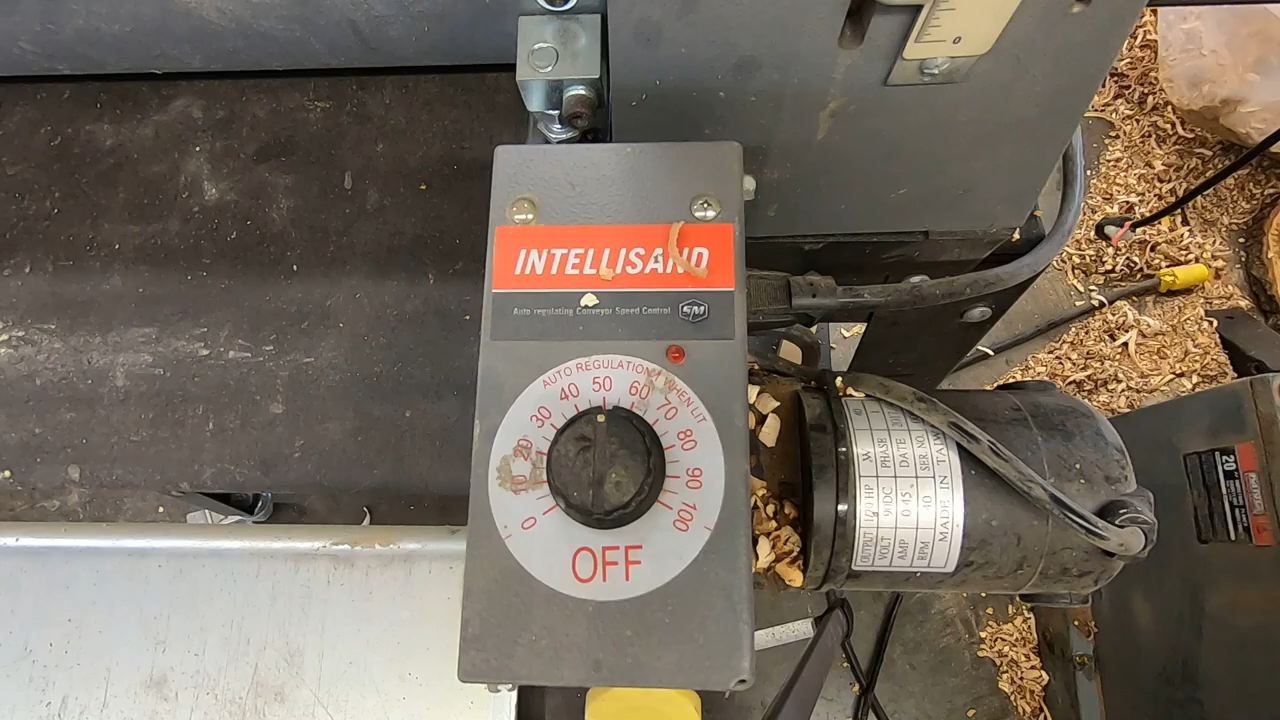 INTELLISAND
Auto regulating Conveyor Speed Control SM
AUTO REGULATION WHEN LIT
0 10 20 30 40 50 60 70 80 90 100
OFF
OUTPUT HP W 40
VOLT 90DC PHASE 1
AMP 0.45 DATE
RPM 40 SER.NO.
MADE IN TAIWAN
20
0